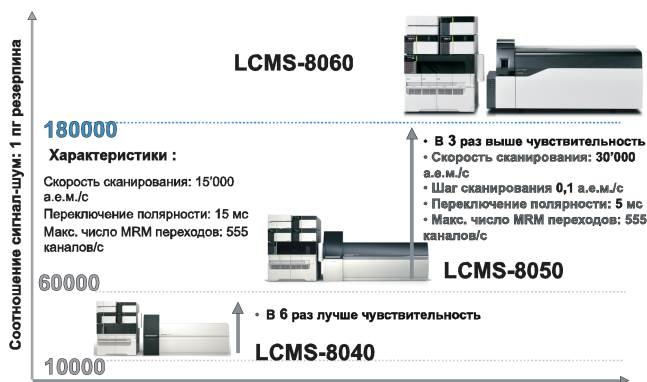 Соотношение сигнал-шум: 1 пг резерпина
LCMS-8060
180000
Характеристики :
Скорость сканирования: 15’000
а.е.м./с
Переключение полярности: 15 мс
Макс. число MRM переходов: 555
каналов/с
• В 3 раз выше чувствительность
• Скорость сканирования: 30’000
а.е.м./с
• Шаг сканирования 0,1 а.е.м./с
• Переключение полярности: 5 мс
• Макс. число MRM переходов: 555
каналов/с
LCMS-8050
60000
• В 6 раз лучше чувствительность
LCMS-8040
10000